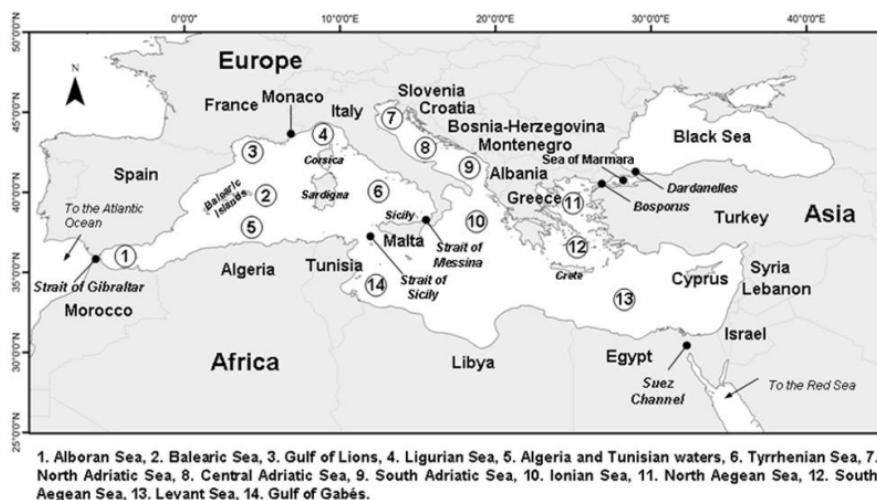 0°0'0" 10°0'0"E 20°0'0"E 30°0'0"E 40°0'0"E
50°0'0"N
45°0'0"N
40°0'0"N
35°0'0"N
30°0'0"N
25°0'0"N
Europe
France
Monaco
Italy
Slovenia
Croatia
Bosnia-Herzegovina
Montenegro
Black Sea
Sea of Marmara
Albania
Dardanelles
Bosporus
Greece
Turkey
Asia
Spain
Corsica
Balearic
Islands
Sardigna
Sicily
To the Atlantic
Ocean
Strait of Gibraltar
Morocco
Algeria
Tunisia
Malta
Strait of
Messina
Strait of
Sicily
Crete
Cyprus
Syria
Lebanon
Israel
Africa
Libya
Egypt
Suez
Channel
To the Red Sea
1
2
3
4
5
6
7
8
9
10
11
12
13
14
1. Alboran Sea, 2. Balearic Sea, 3. Gulf of Lions, 4. Ligurian Sea, 5. Algeria and Tunisian waters, 6. Tyrrhenian Sea, 7.
North Adriatic Sea, 8. Central Adriatic Sea, 9. South Adriatic Sea, 10. Ionian Sea, 11. North Aegean Sea, 12. South
Aegean Sea, 13. Levant Sea, 14. Gulf of Gabés.